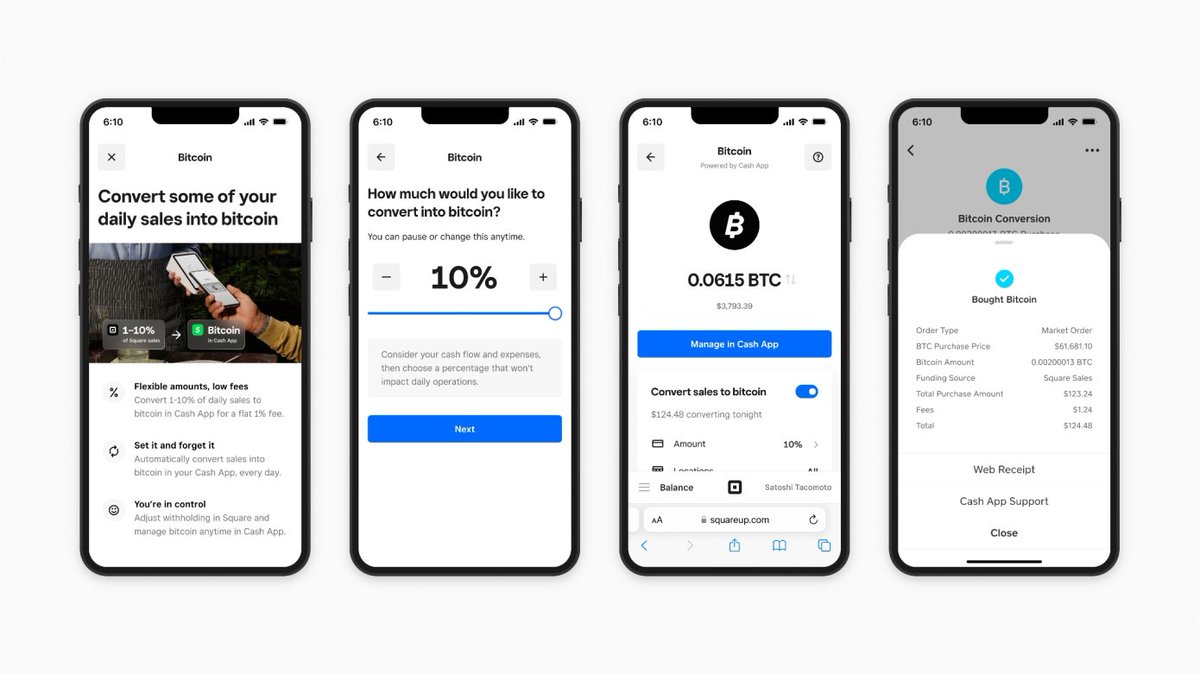 6:10
Bitcoin
Convert some of your
daily sales into bitcoin
1–10%
of Square sales
Bitcoin
in Cash App
Flexible amounts, low fees
Convert 1-10% of daily sales to
bitcoin in Cash App for a flat 1% fee.
Set it and forget it
Automatically convert sales into
bitcoin in your Cash App, every day.
You're in control
Adjust withholding in Square and
manage bitcoin anytime in Cash App.
6:10
Bitcoin
How much would you like to
convert into bitcoin?
You can pause or change this anytime.
10%
Consider your cash flow and expenses,
then choose a percentage that won't
impact daily operations.
Next
6:10
Bitcoin
Powered by Cash App
0.0615 BTC
$3,793.39
Manage in Cash App
Convert sales to bitcoin
$124.48 converting tonight
Amount 10%
Locations All
Balance Satoshi Tacomoto
AA squareup.com
6:10
Bitcoin Conversion
0.00200013 BTC Purchase
Bought Bitcoin
Order Type Market Order
BTC Purchase Price $61,681.10
Bitcoin Amount 0.00200013 BTC
Funding Source Square Sales
Total Purchase Amount $123.24
Fees $1.24
Total $124.48
Web Receipt
Cash App Support
Close